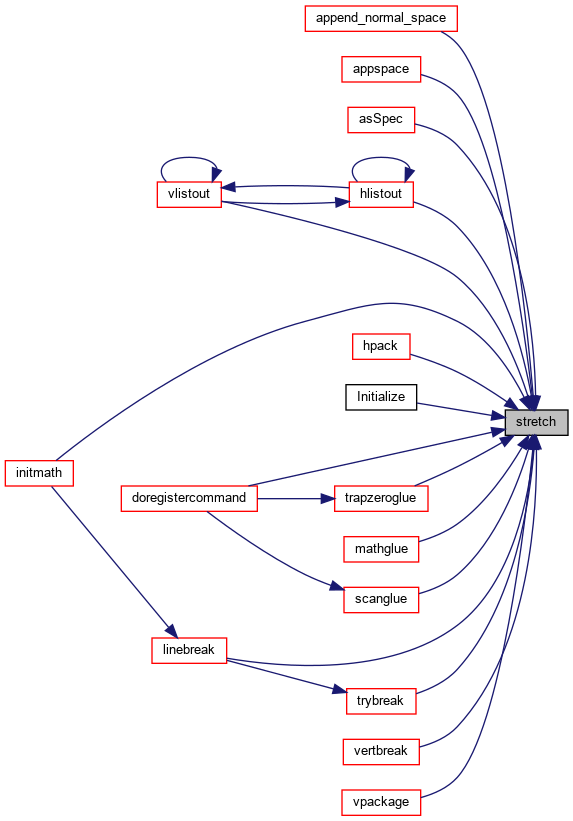 append_normal_space
appspace
asSpec
vlistout
hlistout
hpack
Initialize
stretch
initmath
doregistercommand
trapzeroglue
mathglue
scanglue
linebreak
trybreak
vertbreak
vpackage